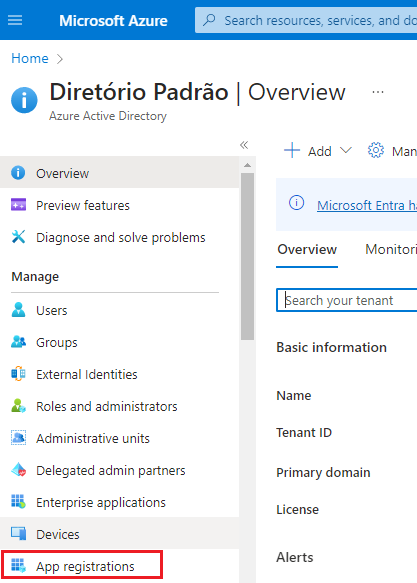 Microsoft Azure
Search resources, services, and do
Home
Diretório Padrão | Overview
Azure Active Directory
Overview
Preview features
Diagnose and solve problems
Manage
Users
Groups
External Identities
Roles and administrators
Administrative units
Delegated admin partners
Enterprise applications
Devices
App registrations
Add
Man
Microsoft Entra ha
Overview
Monitori
Search your tenant
Basic information
Name
Tenant ID
Primary domain
License
Alerts